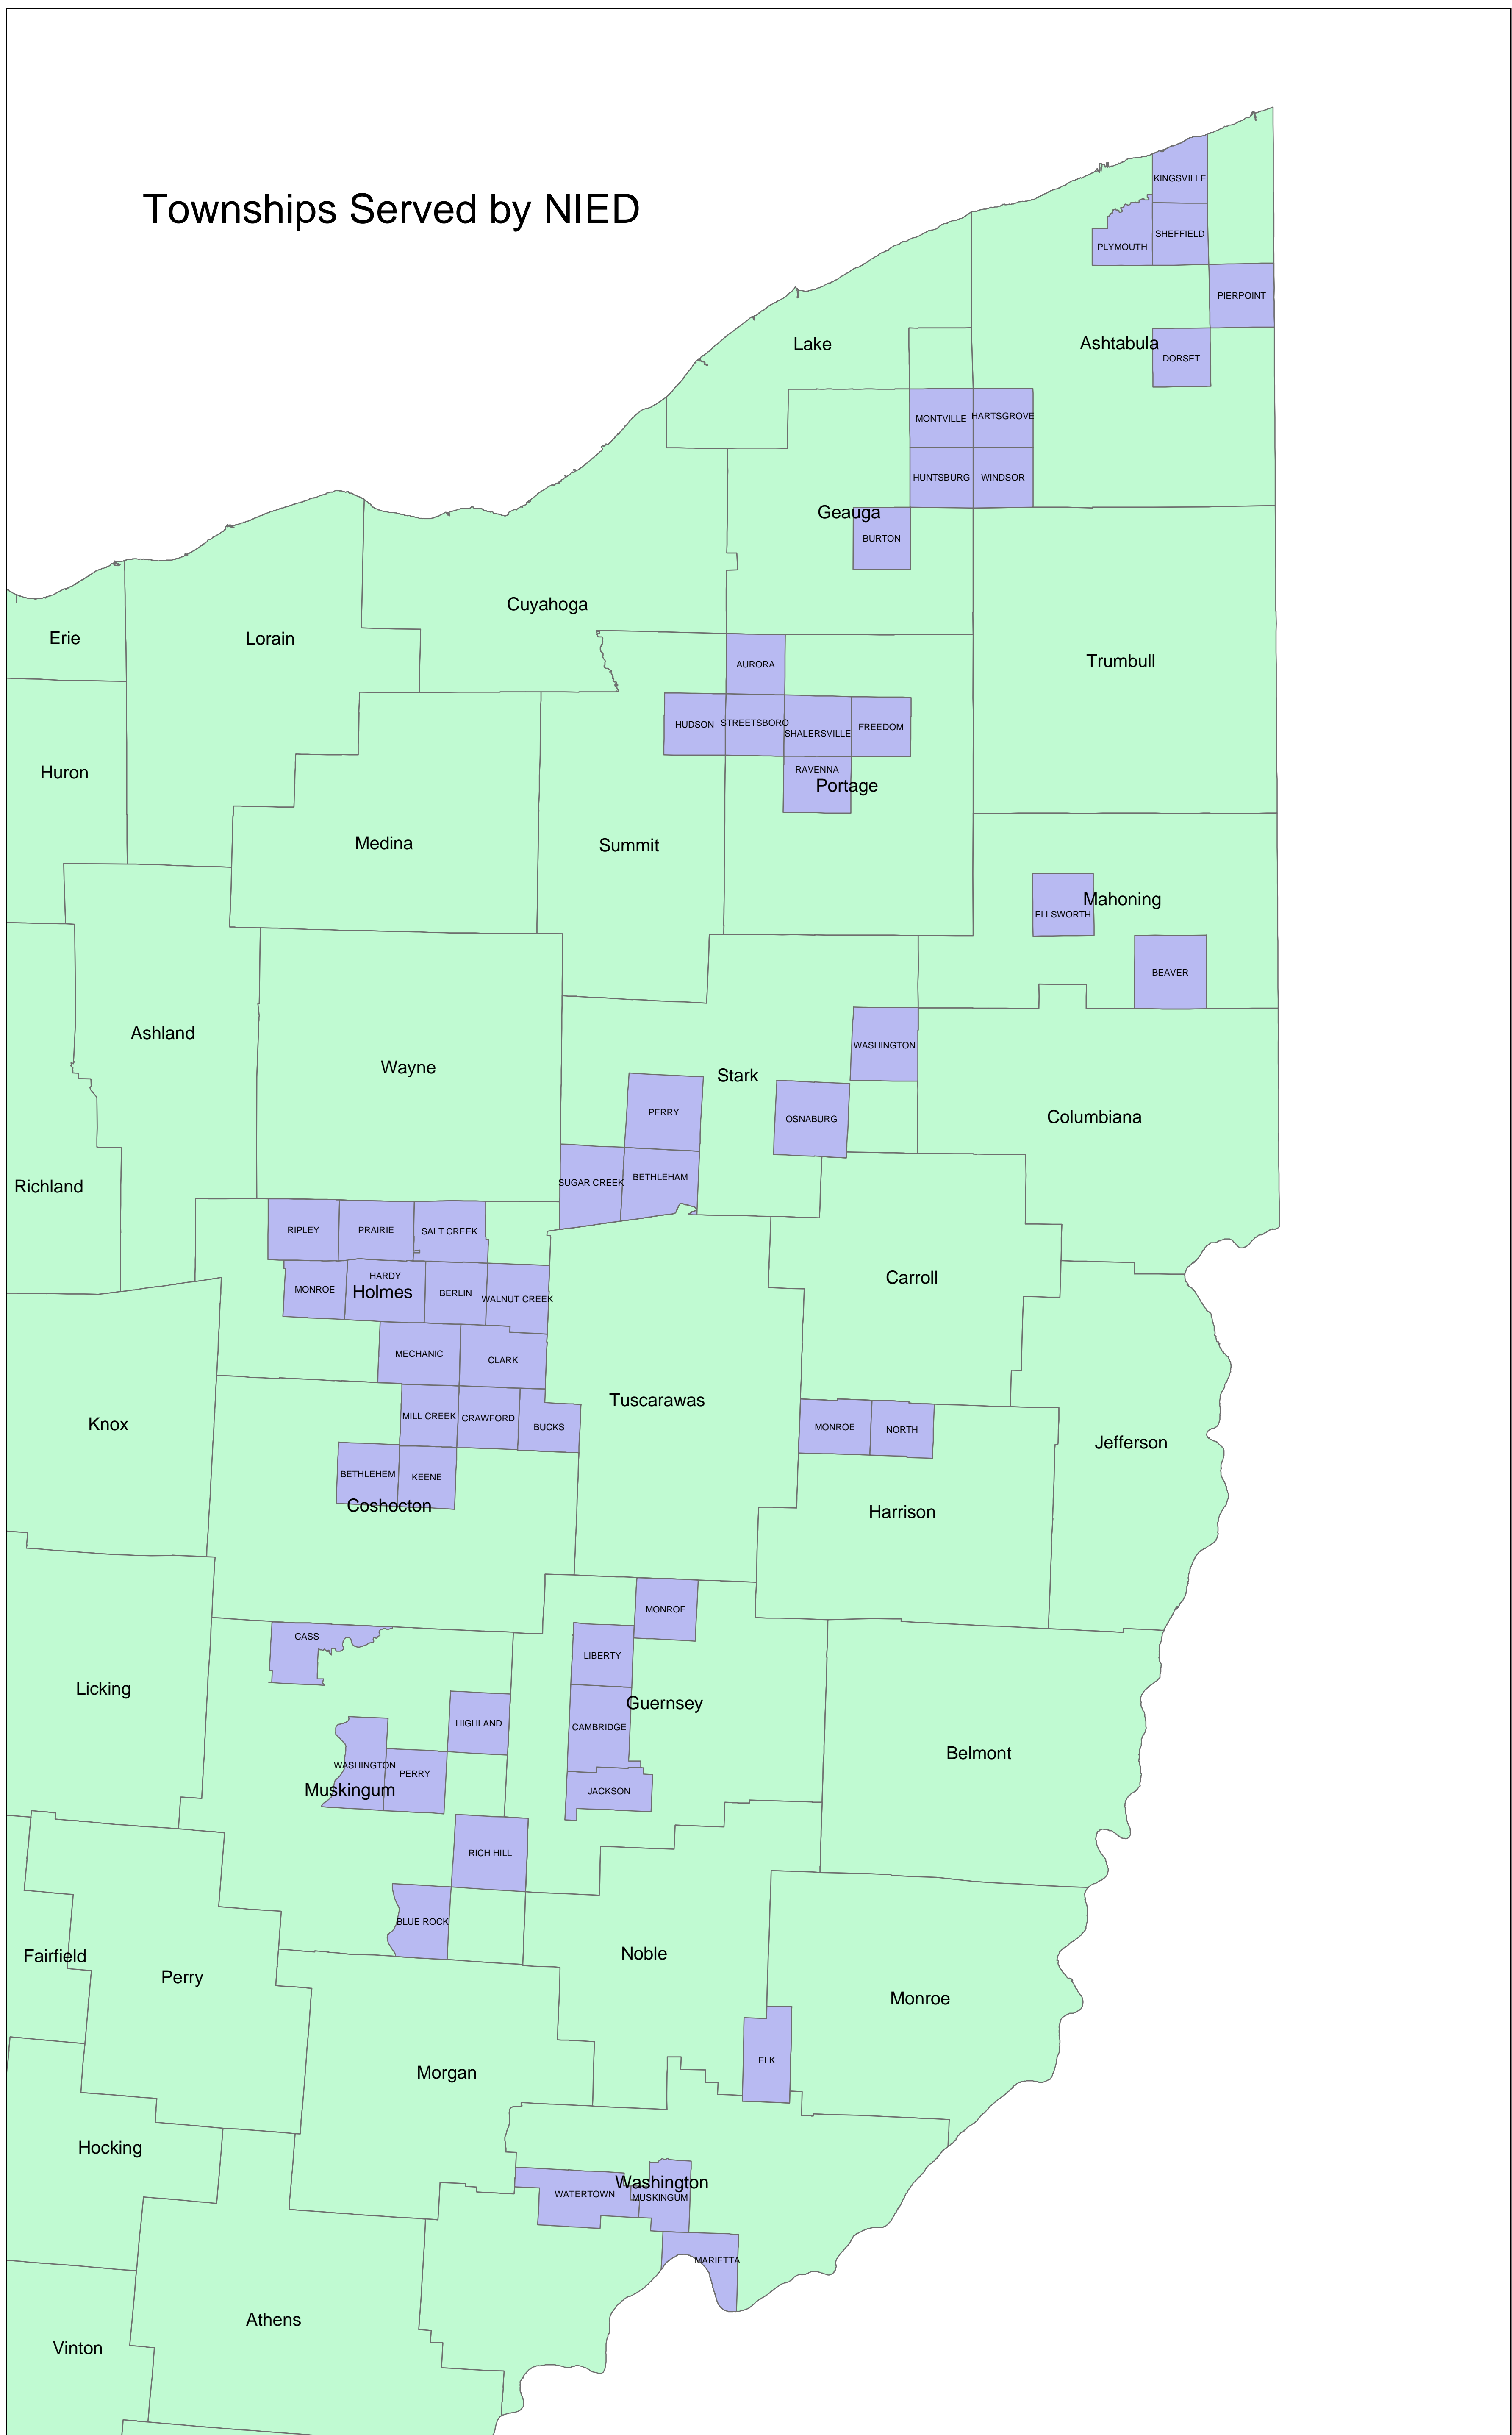 Townships Served by NIED
KINGSVILLE
SHEFFIELD
PLYMOUTH
PIERPOINT
Lake
Ashtabula
DORSET
MONTVILLE
HARTSGROVE
HUNTSBURG
WINDSOR
Geauga
BURTON
Cuyahoga
Erie
Lorain
Trumbull
AURORA
HUDSON
STREETSBORO
SHALERSVILLE
FREEDOM
RAVENNA
Portage
Huron
Medina
Summit
Mahoning
ELLSWORTH
BEAVER
Ashland
Wayne
WASHINGTON
Stark
PERRY
OSNABURG
Columbiana
Richland
SUGAR CREEK
BETHLEHAM
RIPLEY
PRAIRIE
SALT CREEK
HARDY
MONROE
Holmes
BERLIN
WALNUT CREEK
Carroll
MECHANIC
CLARK
Tuscarawas
Knox
MILL CREEK
CRAWFORD
BUCKS
MONROE
NORTH
Jefferson
BETHLEHEM
KEENE
Coshocton
Harrison
MONROE
CASS
LIBERTY
Licking
Guernsey
HIGHLAND
CAMBRIDGE
Belmont
WASHINGTON
PERRY
Muskingum
JACKSON
RICH HILL
BLUE ROCK
Fairfield
Perry
Noble
Monroe
ELK
Morgan
Hocking
Washington
WATERTOWN
MUSKINGUM
MARIETTA
Athens
Vinton